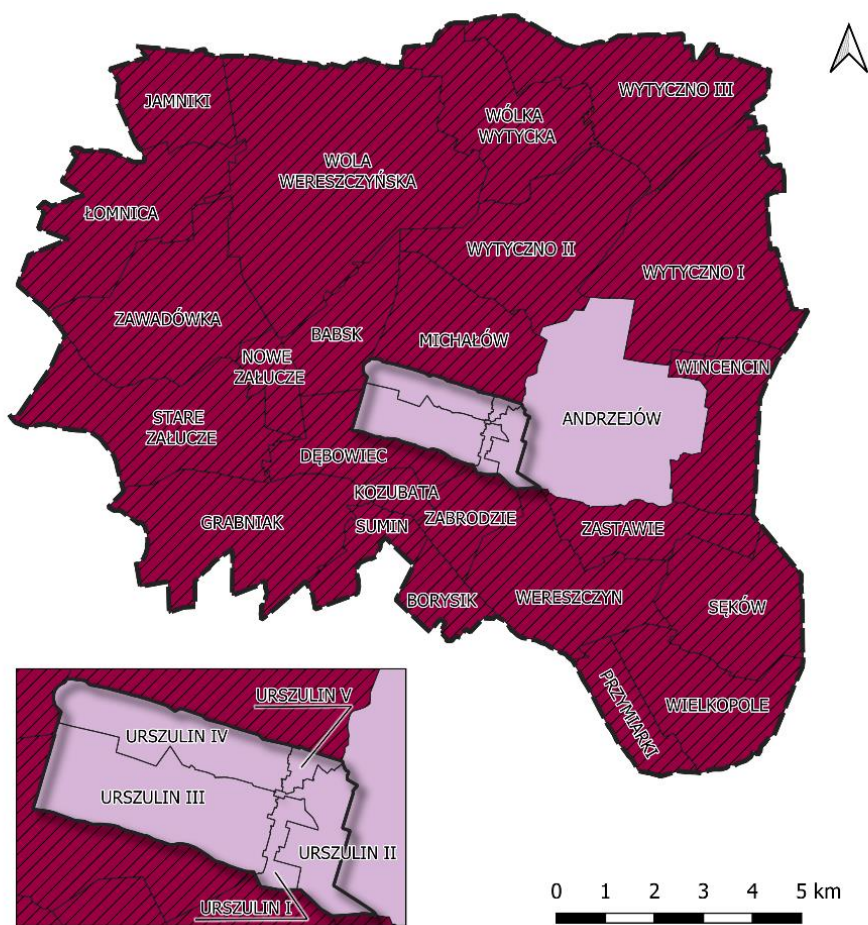 WYTYCZNO III
JAMNIKI
WÓLKA
WYTYCKA
WOLA
WERESZCZYŃSKA
ŁOMNICA
WYTYCZNO II
WYTYCZNO I
ZAWADÓWKA
BABSK
MICHAŁÓW
NOWE
ZAŁUCZE
WINCENCIN
STARE
ZAŁUCZE
ANDRZEJÓW
DĘBOWIEC
KOZUBATA
GRABNIAK
SUMIN
ZABRODZIE
ZASTAWIE
BORYSIK
WERESZCZYN
SĘKÓW
PRZYMIARKI
WIELKOPOLE
URSZULIN V
URSZULIN IV
URSZULIN III
URSZULIN II
URSZULIN I
0 1 2 3 4 5 km